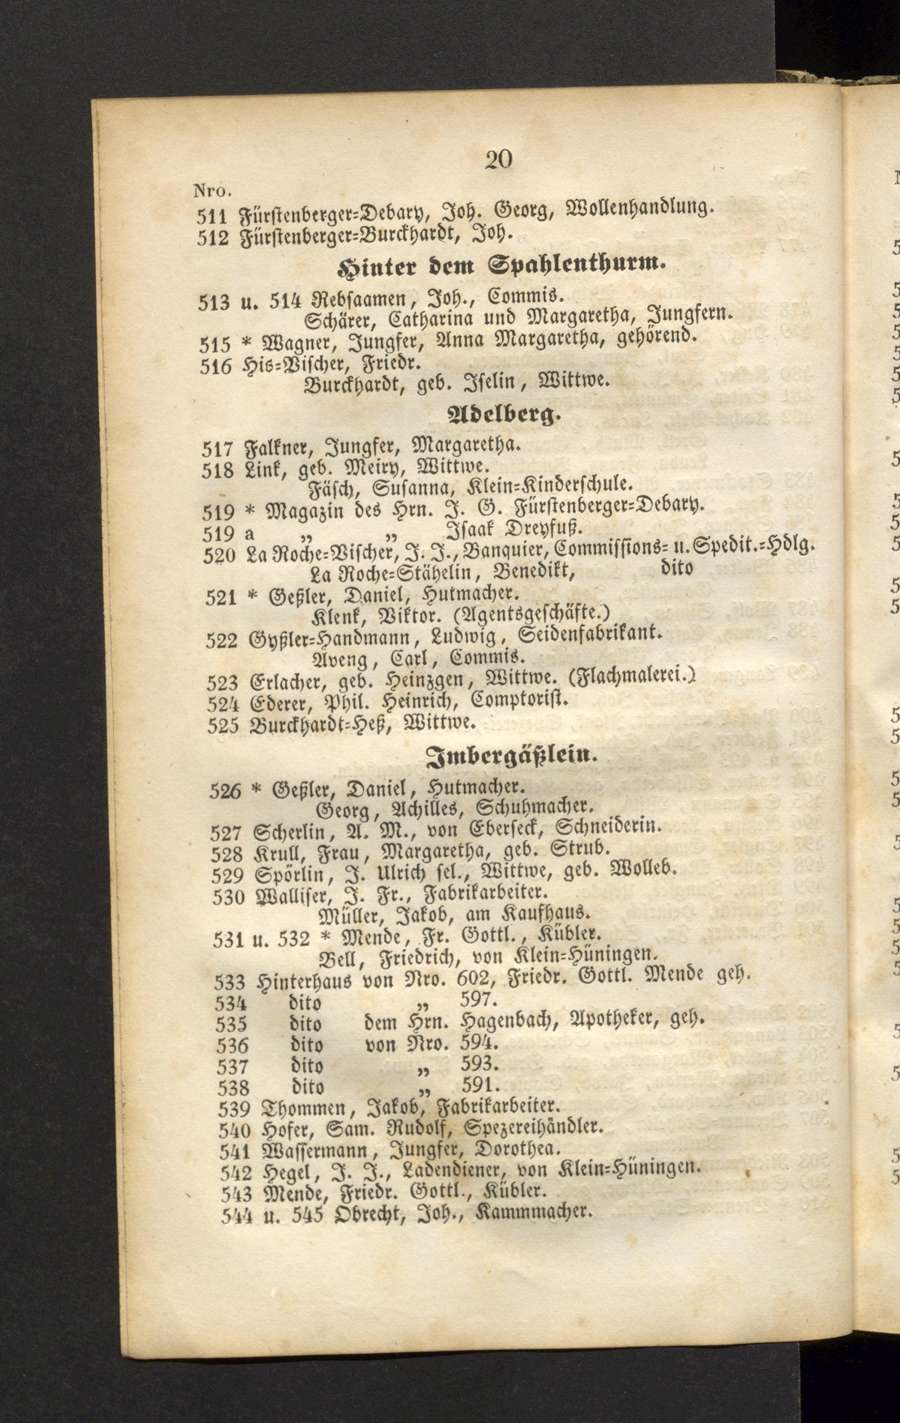 20
Nro.
511 Fürstenberger-Debary, Joh. Georg, Wollenhandlung.
512 Fürstenberger-Burckhardt, Joh.
Hinter dem Spahlenthurm.
513 u. 514 Rebsaamen, Joh., Commis.
Schärer, Catharina und Margaretha, Jungfern.
515 * Wagner, Jungfer, Anna Margaretha, gehörend.
516 His-Vischer, Friedr.
Burckhardt, geb. Iselin, Wittwe.
Adelberg.
517 Falkner, Jungfer, Margaretha.
518 Link, geb. Meiry, Wittwe.
Fäsch, Susanna, Klein-Kinderschule.
519 * Magazin des Hrn. J. G. Fürstenberger-Debary.
519 a „ „ Isaak Dreyfuß.
520 La Roche-Vischer, J. J., Banquier, Commissions- u. Spedit.-Hdlg.
La Roche-Stähelin, Benedikt, dito
521 * Geßler, Daniel, Hutmacher.
Klenk, Viktor. (Agentsgeschäfte.)
522 Gyßler-Handmann, Ludwig, Seidenfabrikant.
Aveng, Carl, Commis.
523 Erlacher, geb. Heinzgen, Wittwe. (Flachmalerei.)
524 Ederer, Phil. Heinrich, Comptorist.
525 Burckhardt-Heß, Wittwe.
Imbergäßlein.
526 * Geßler, Daniel, Hutmacher.
Georg, Achilles, Schuhmacher.
527 Scherlin, A. M., von Eberseck, Schneiderin.
528 Krull, Frau, Margaretha, geb. Strub.
529 Spörlin, J. Ulrich sel., Wittwe, geb. Wolleb.
530 Walliser, J. Fr., Fabrikarbeiter.
Müller, Jakob, am Kaufhaus.
531 u. 532 * Mende, Fr. Gottl., Kübler.
Bell, Friedrich, von Klein-Hüningen.
533 Hinterhaus von Nro. 602, Friedr. Gottl. Mende geh.
534 dito „ 597.
535 dito dem Hrn. Hagenbach, Apotheker, geh.
536 dito von Nro. 594.
537 dito „ 593.
538 dito „ 591.
539 Thommen, Jakob, Fabrikarbeiter.
540 Hofer, Sam. Rudolf, Spezereihändler.
541 Wassermann, Jungfer, Dorothea.
542 Hegel, J. J., Ladendiener, von Klein-Hüningen.
543 Mende, Friedr. Gottl., Kübler.
544 u. 545 Obrecht, Joh., Kammmacher.